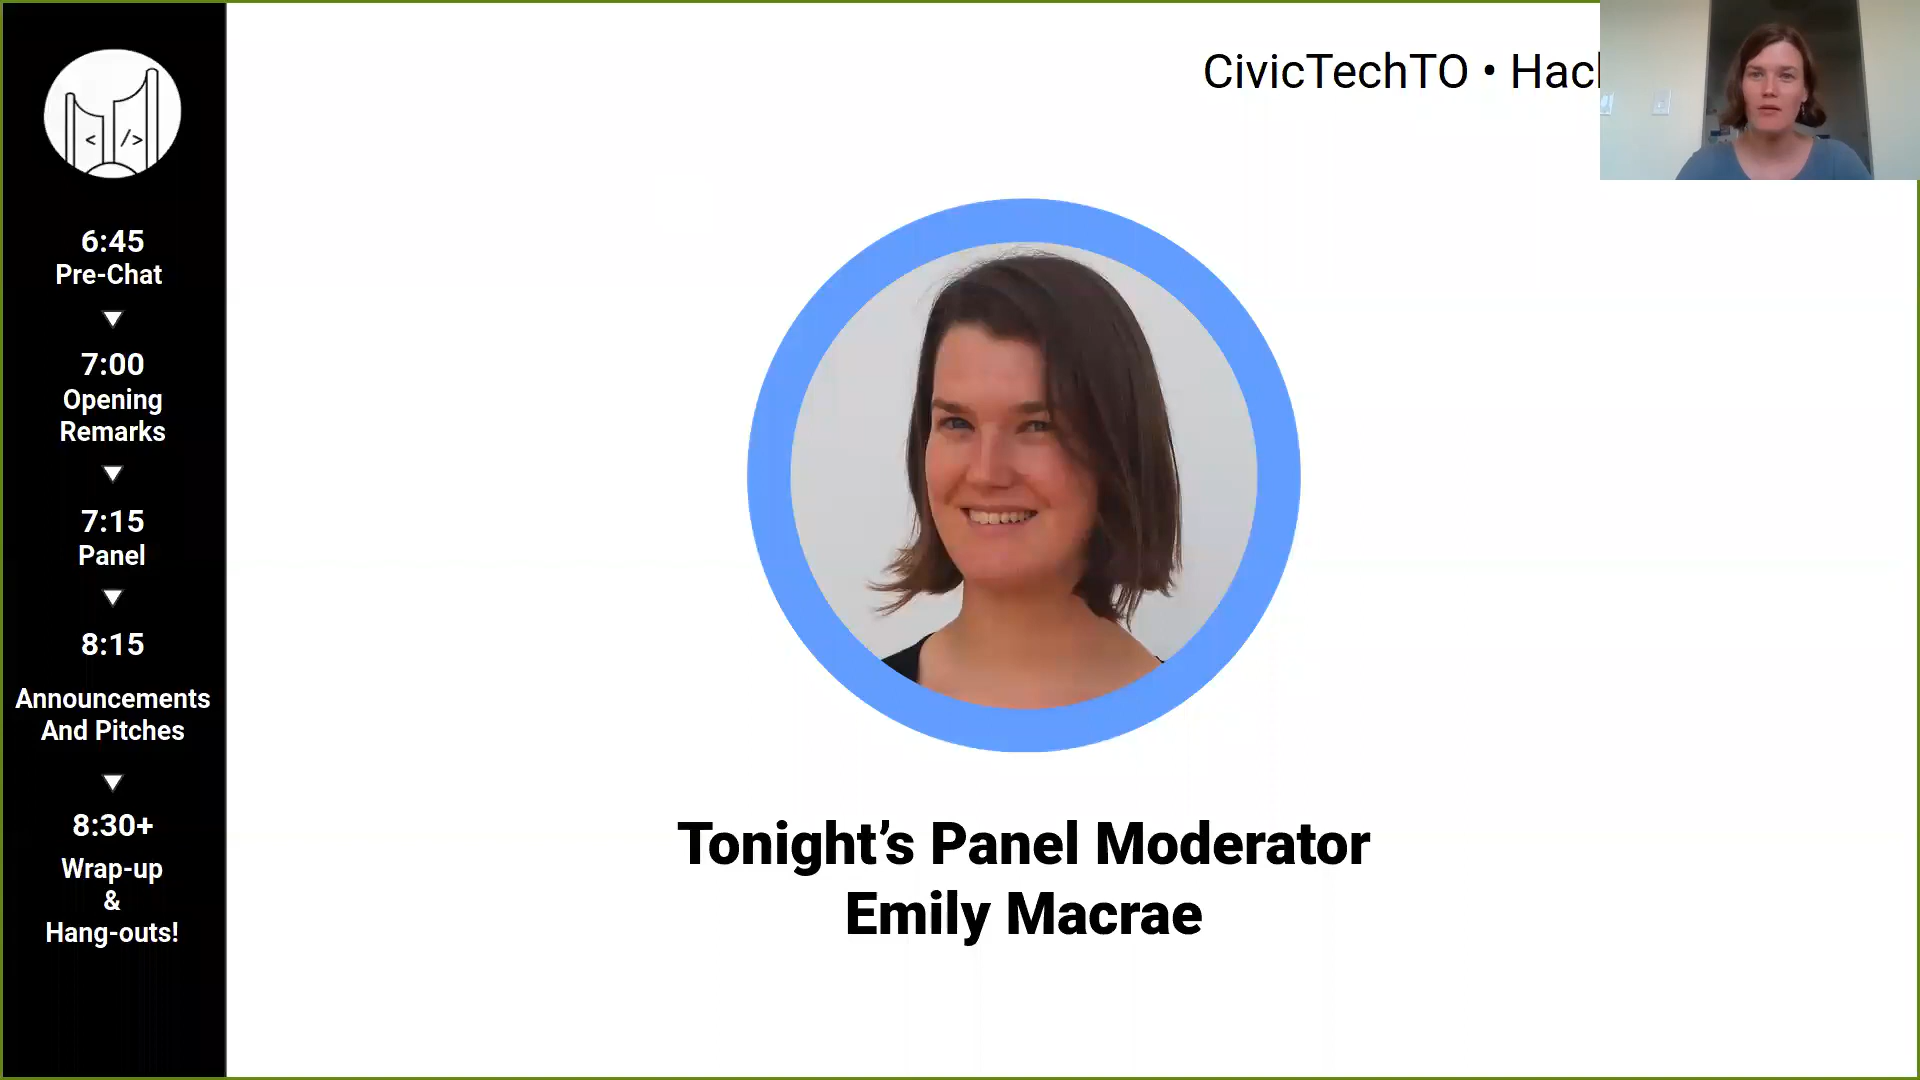 < />
6:45
Pre-Chat
7:00
Opening
Remarks
7:15
Panel
8:15
Announcements
And Pitches
8:30+
Wrap-up
&
Hang-outs!
CivicTechTO • Hack
Tonight’s Panel Moderator
Emily Macrae